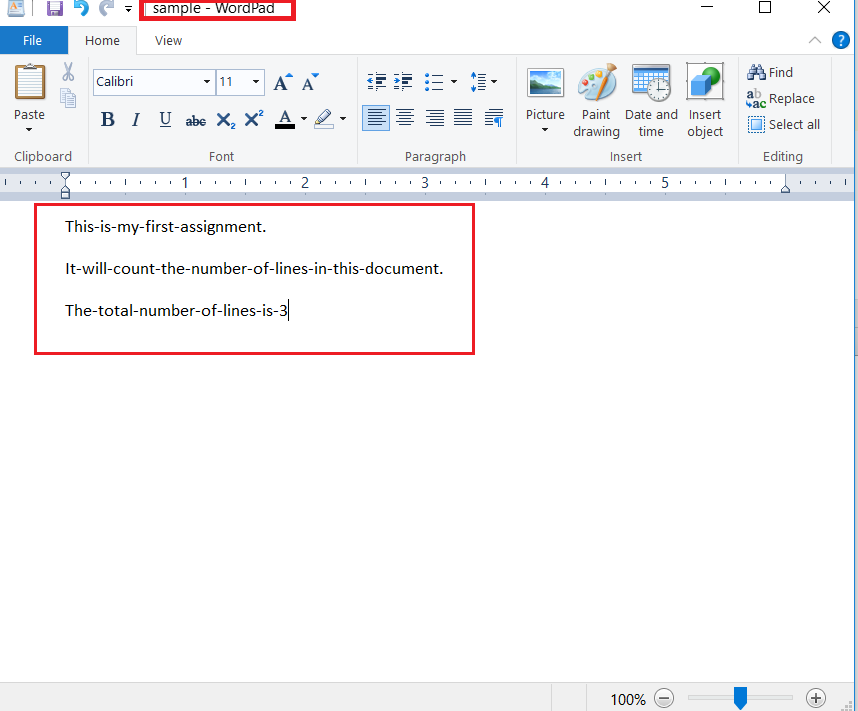 sample - WordPad
File Home View
Calibri 11
Paste
B I U abc X2 X2 A
Picture Paint drawing Date and time Insert object
Find
Replace
Select all
Clipboard Font Paragraph Insert Editing
1 2 3 4 5
This-is-my-first-assignment.
It-will-count-the-number-of-lines-in-this-document.
The-total-number-of-lines-is-3
100%